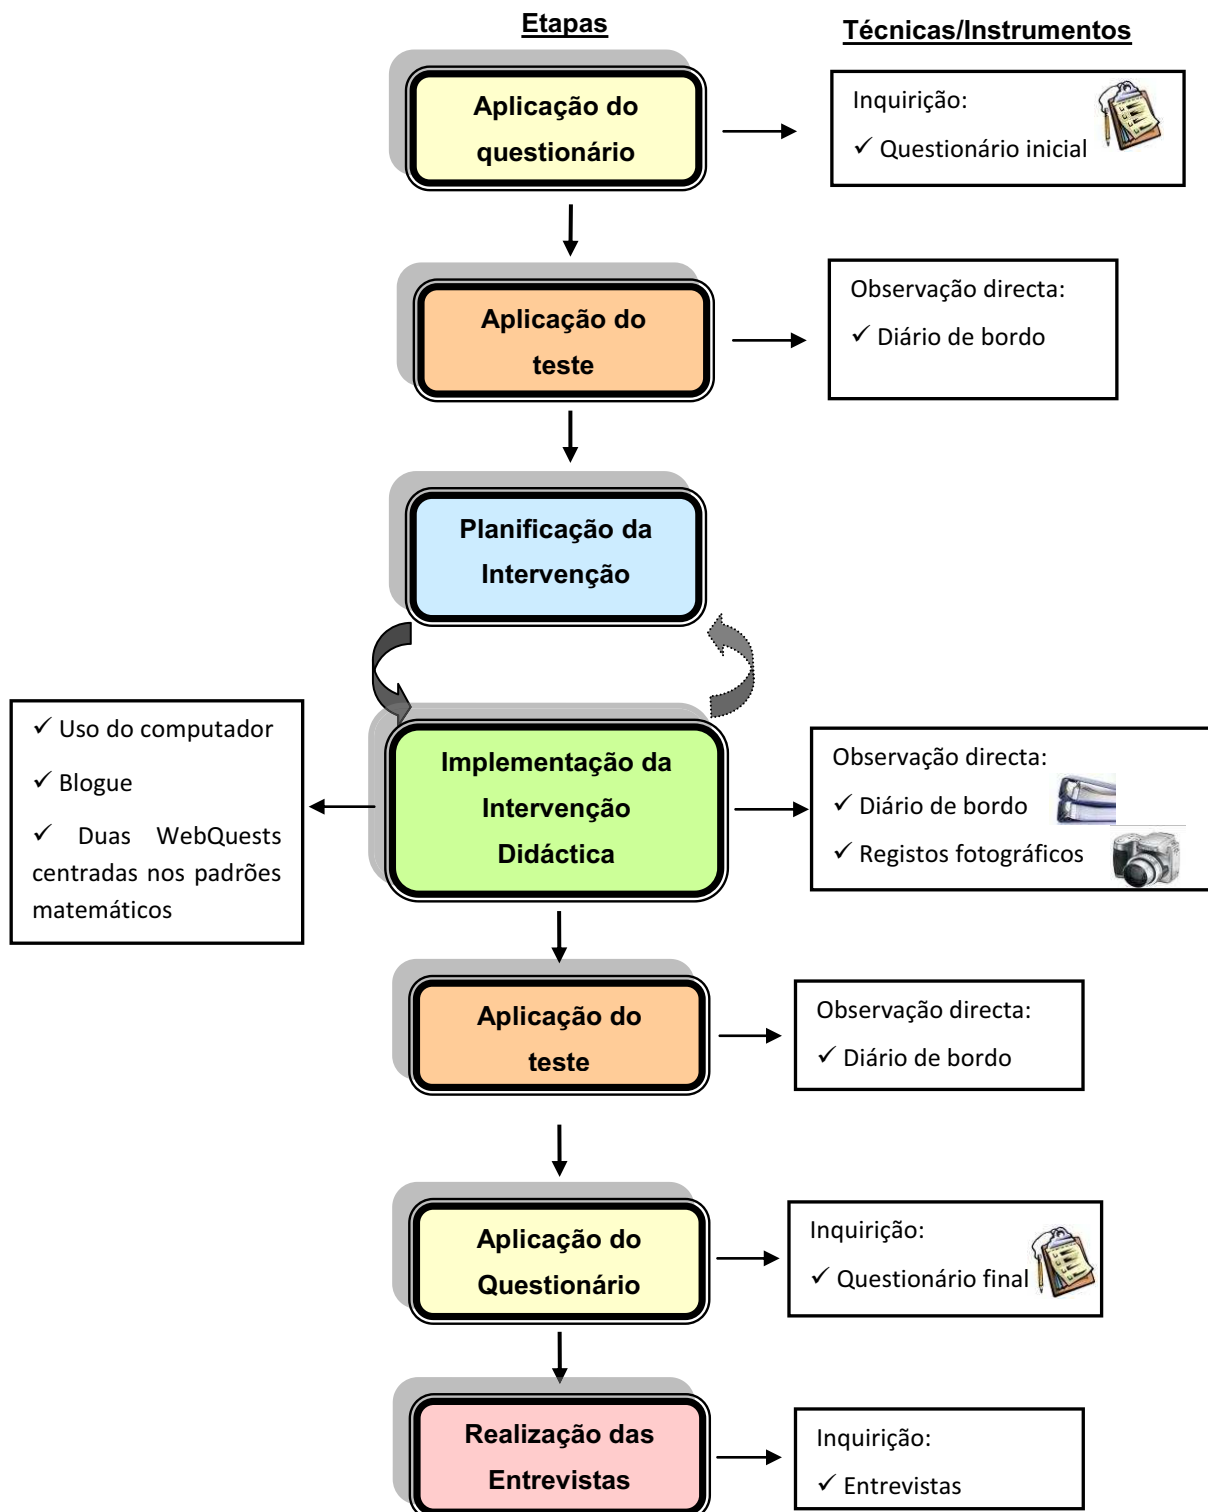 Etapas
Técnicas/Instrumentos
Aplicação do
questionário
Inquirição:
✓ Questionário inicial
Aplicação do
teste
Observação directa:
✓ Diário de bordo
Planificação da
Intervenção
✓ Uso do computador
✓ Blogue
✓ Duas WebQuests
centradas nos padrões
matemáticos
Implementação da
Intervenção
Didáctica
Observação directa:
✓ Diário de bordo
✓ Registos fotográficos
Aplicação do
teste
Observação directa:
✓ Diário de bordo
Aplicação do
Questionário
Inquirição:
✓ Questionário final
Realização das
Entrevistas
Inquirição:
✓ Entrevistas